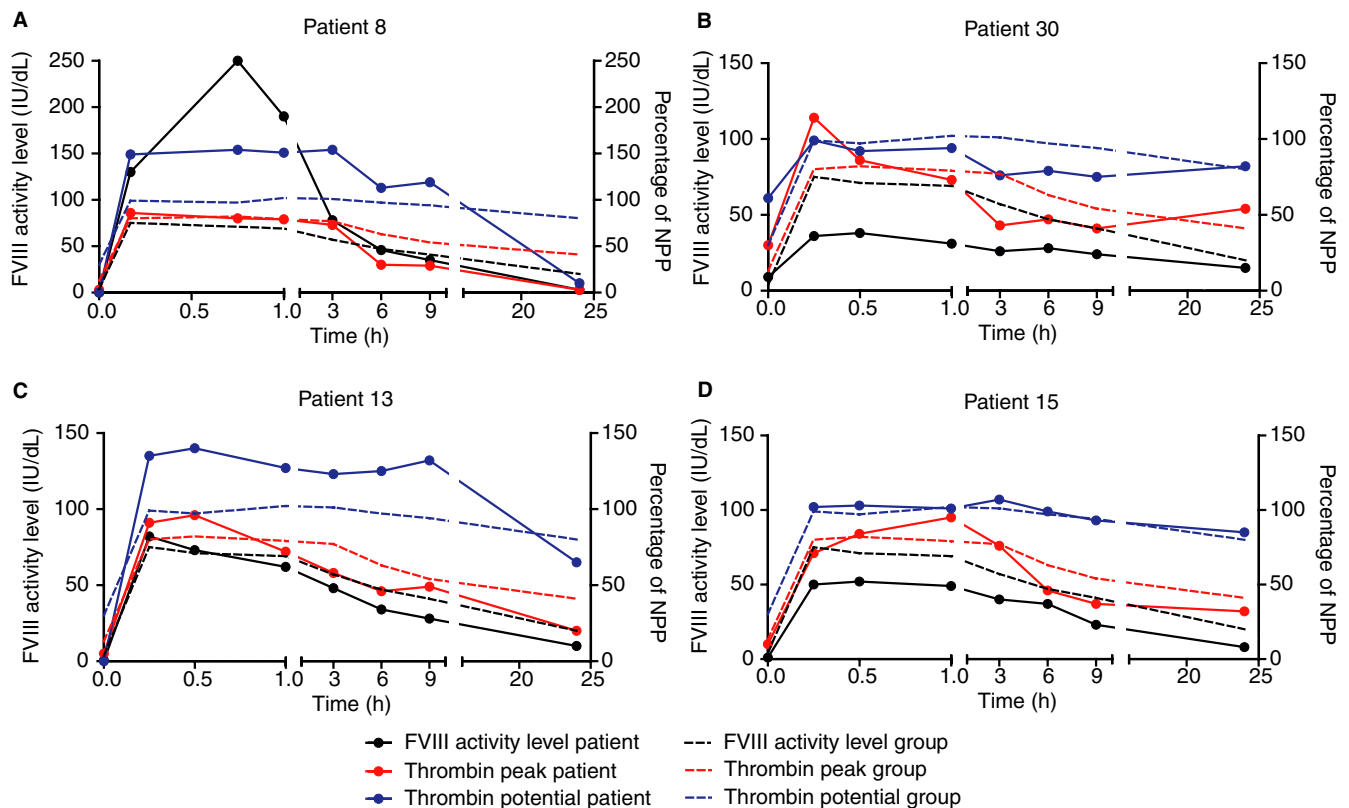 A
Patient 8
FVIII activity level (IU/dL)
250
200
150
100
50
0
250
200
150
100
50
0
Percentage of NPP
0.0 0.5 1.0 3 6 9 20 25
Time (h)
B
Patient 30
FVIII activity level (IU/dL)
150
100
50
0
150
100
50
0
Percentage of NPP
0.0 0.5 1.0 3 6 9 20 25
Time (h)
C
Patient 13
FVIII activity level (IU/dL)
150
100
50
0
150
100
50
0
Percentage of NPP
0.0 0.5 1.0 3 6 9 20 25
Time (h)
D
Patient 15
FVIII activity level (IU/dL)
150
100
50
0
150
100
50
0
Percentage of NPP
0.0 0.5 1.0 3 6 9 20 25
Time (h)
FVIII activity level patient
Thrombin peak patient
Thrombin potential patient
FVIII activity level group
Thrombin peak group
Thrombin potential group